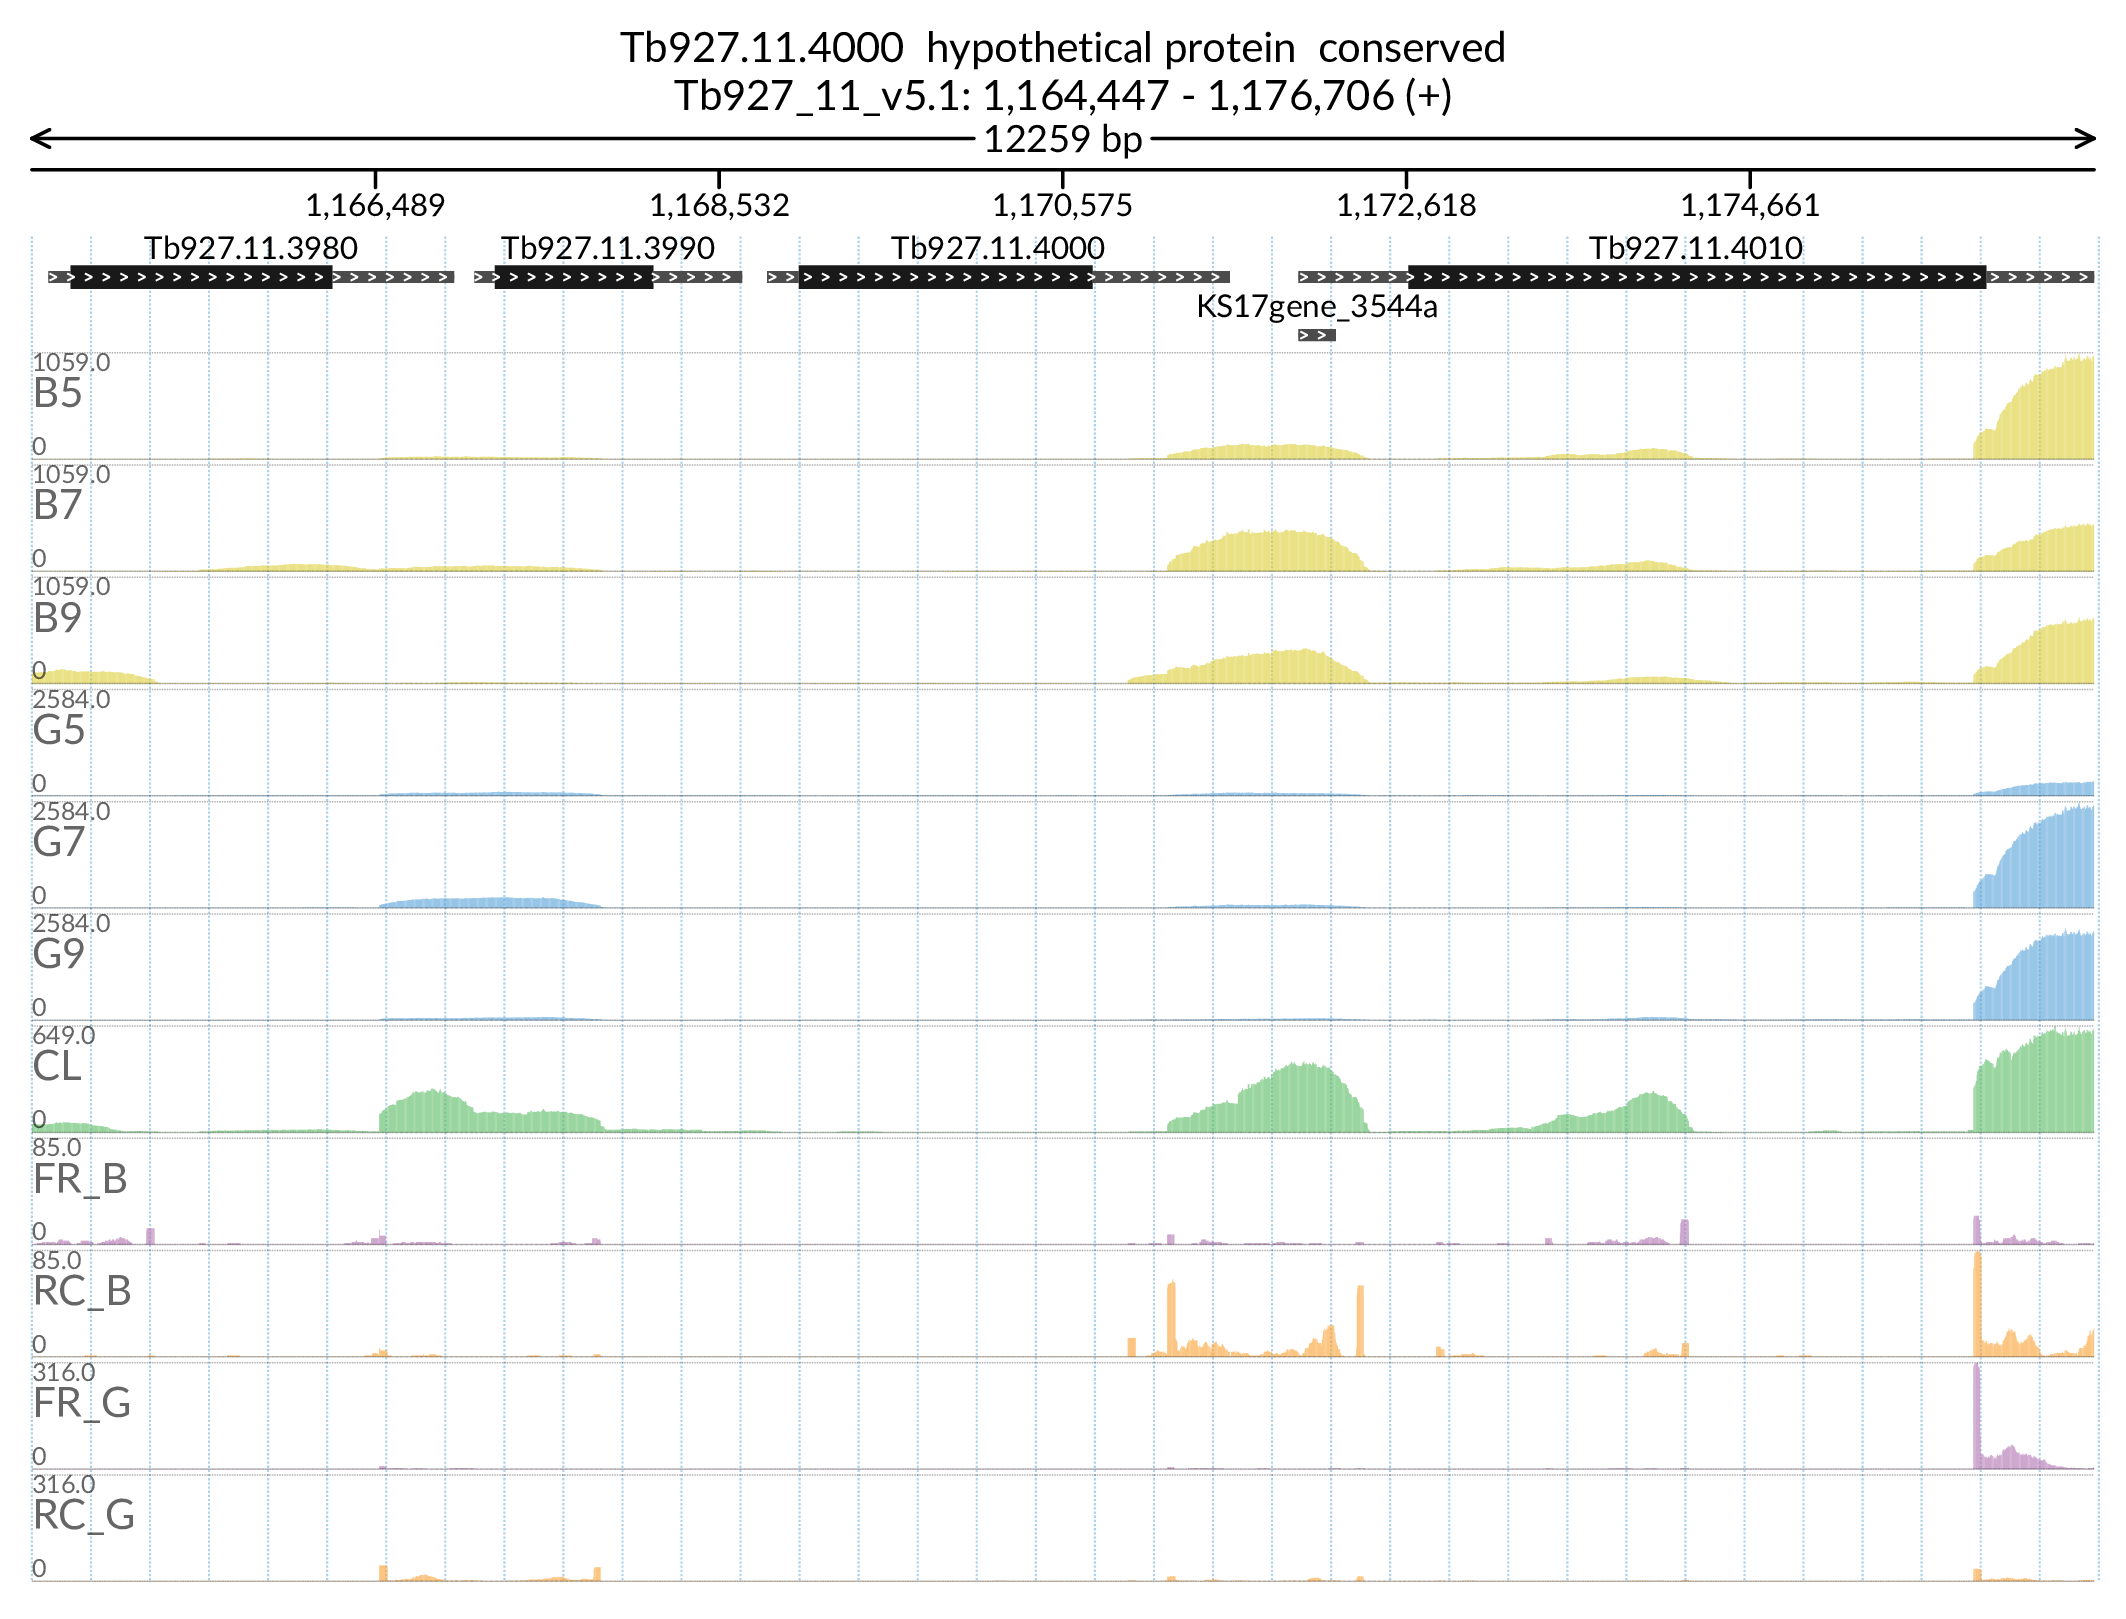 Tb927.11.4000  hypothetical protein  conserved
Tb927_11_v5.1: 1,164,447 - 1,176,706 (+)
12259 bp
1,166,489 1,168,532 1,170,575 1,172,618 1,174,661
Tb927.11.3980 Tb927.11.3990 Tb927.11.4000 Tb927.11.4010
KS17gene_3544a
1059.0
B5
0
1059.0
B7
0
1059.0
B9
0
2584.0
G5
0
2584.0
G7
0
2584.0
G9
0
649.0
CL
0
85.0
FR_B
0
85.0
RC_B
0
316.0
FR_G
0
316.0
RC_G
0